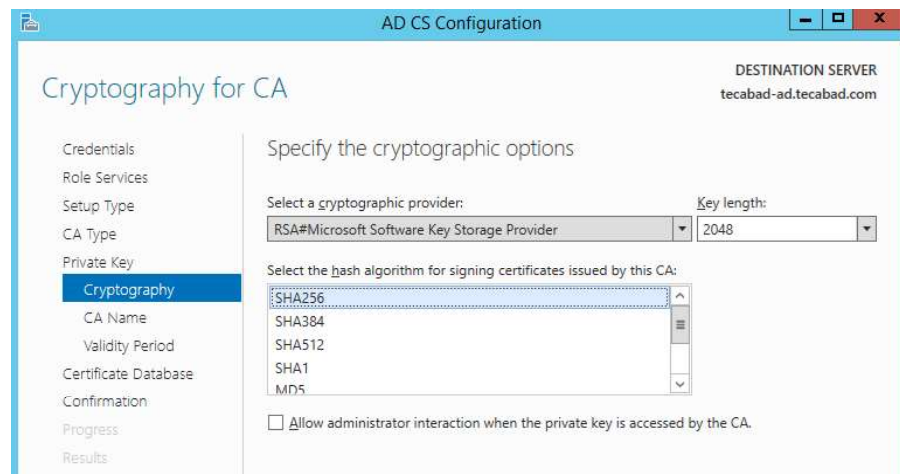 AD CS Configuration
Cryptography for CA
DESTINATION SERVER
tecabad-ad.tecabad.com
Credentials
Role Services
Setup Type
CA Type
Private Key
Cryptography
CA Name
Validity Period
Certificate Database
Confirmation
Progress
Results
Specify the cryptographic options
Select a cryptographic provider:
Key length:
RSA#Microsoft Software Key Storage Provider
2048
Select the hash algorithm for signing certificates issued by this CA:
SHA256
SHA384
SHA512
SHA1
MD5
Allow administrator interaction when the private key is accessed by the CA.